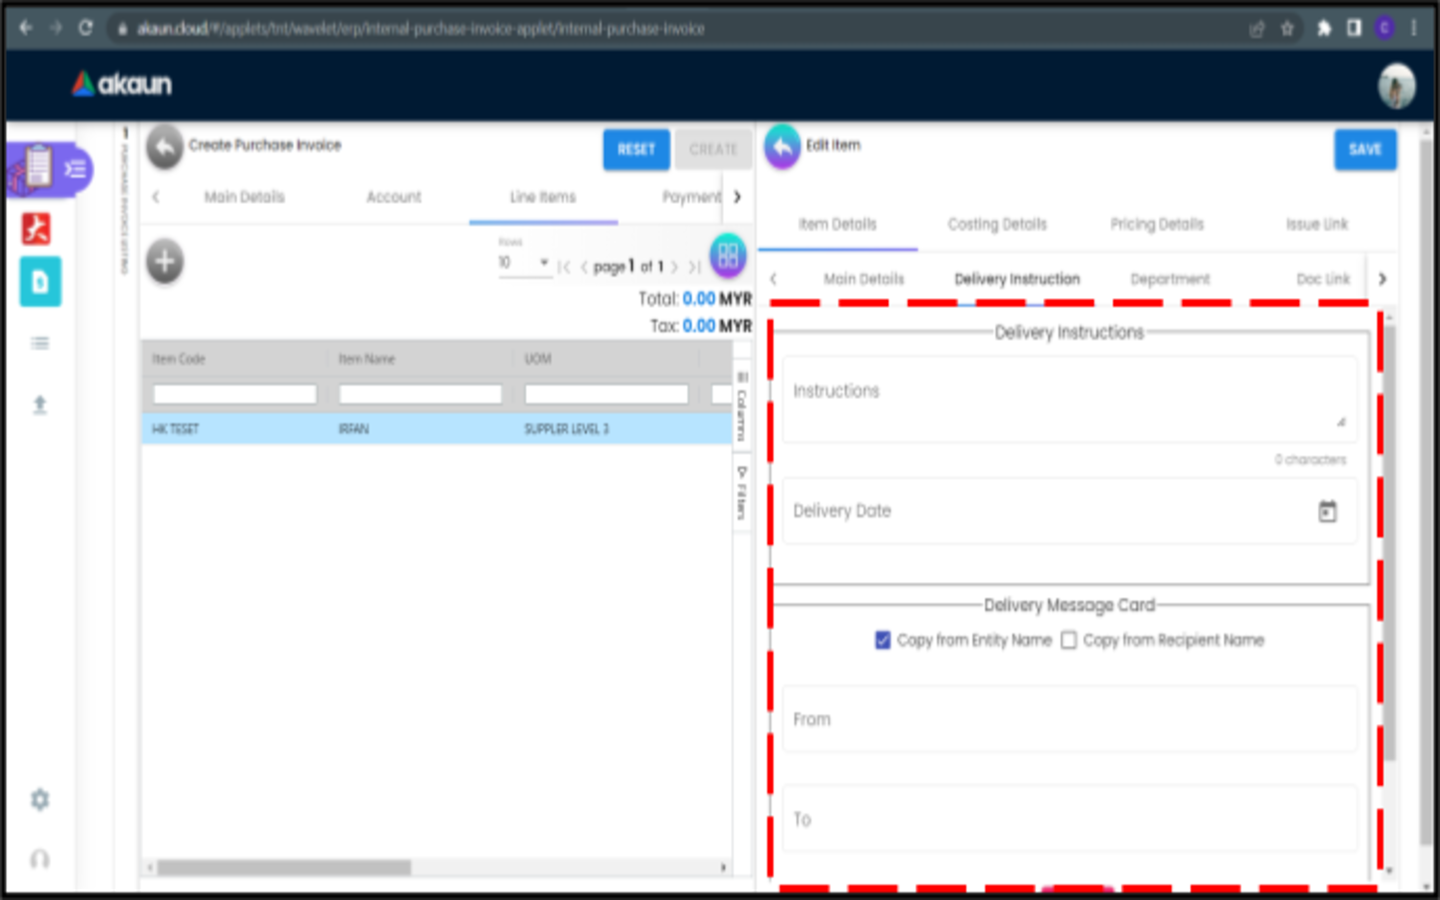 akaun.cloud/#/applets/tnt/wavelet/erp/internal-purchase-invoice-applet/internal-purchase-invoice
C
akaun
1 PURCHASE INVOICE LISTING
Create Purchase Invoice
RESET
CREATE
Main Details
Account
Line Items
Payment
Rows
10
page 1 of 1
Total: 0.00 MYR
Tax: 0.00 MYR
Item Code
Item Name
UOM
HK TESET
IRFAN
SUPPLER LEVEL 3
Columns
Filters
Edit Item
SAVE
Item Details
Costing Details
Pricing Details
Issue Link
Main Details
Delivery Instruction
Department
Doc Link
Delivery Instructions
Instructions
0 characters
Delivery Date
Delivery Message Card
Copy from Entity Name
Copy from Recipient Name
From
To